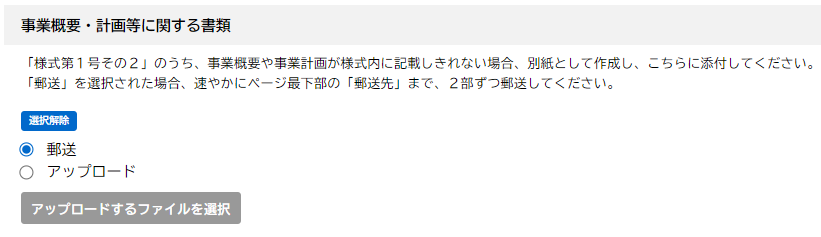 事業概要・計画等に関する書類
「様式第１号その２」のうち、事業概要や事業計画が様式内に記載しきれない場合、別紙として作成し、こちらに添付してください。
「郵送」を選択された場合、速やかにページ最下部の「郵送先」まで、２部ずつ郵送してください。
選択解除
郵送
アップロード
アップロードするファイルを選択